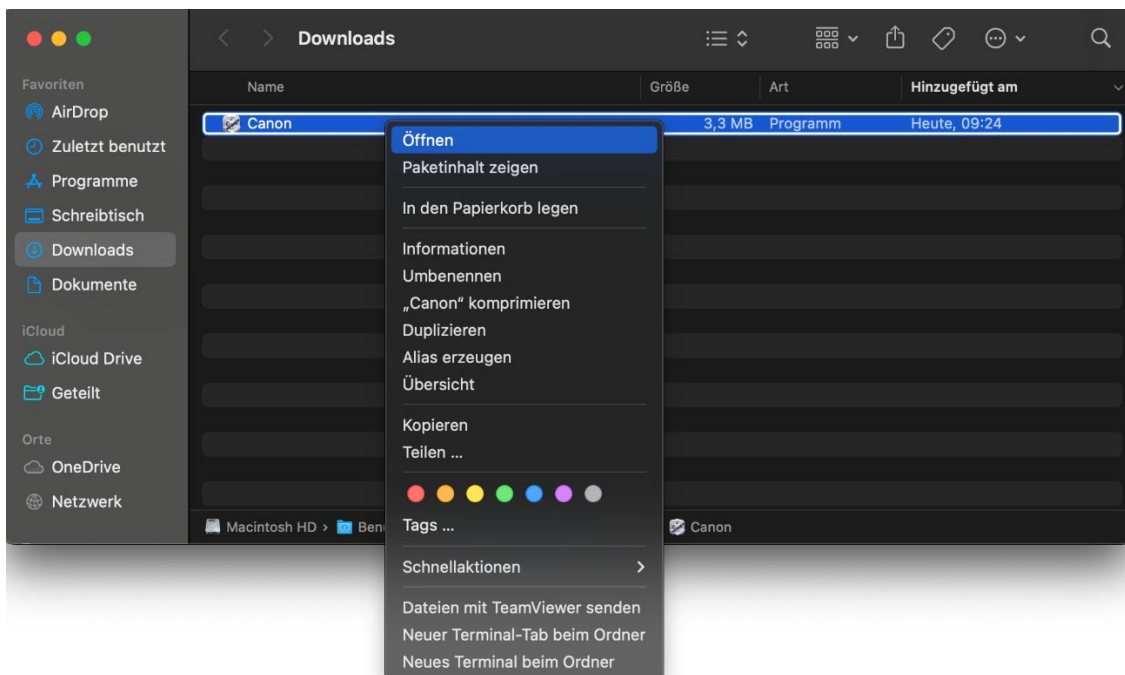 Downloads
Favoriten
AirDrop
Zuletzt benutzt
Programme
Schreibtisch
Downloads
Dokumente
iCloud
iCloud Drive
Geteilt
Orte
OneDrive
Netzwerk
Name Größe Art Hinzugefügt am
Canon 3,3 MB Programm Heute, 09:24
Öffnen
Paketinhalt zeigen
In den Papierkorb legen
Informationen
Umbenennen
„Canon“ komprimieren
Duplizieren
Alias erzeugen
Übersicht
Kopieren
Teilen ...
Tags ...
Schnellaktionen
Dateien mit TeamViewer senden
Neuer Terminal-Tab beim Ordner
Neues Terminal beim Ordner
Macintosh HD › Canon